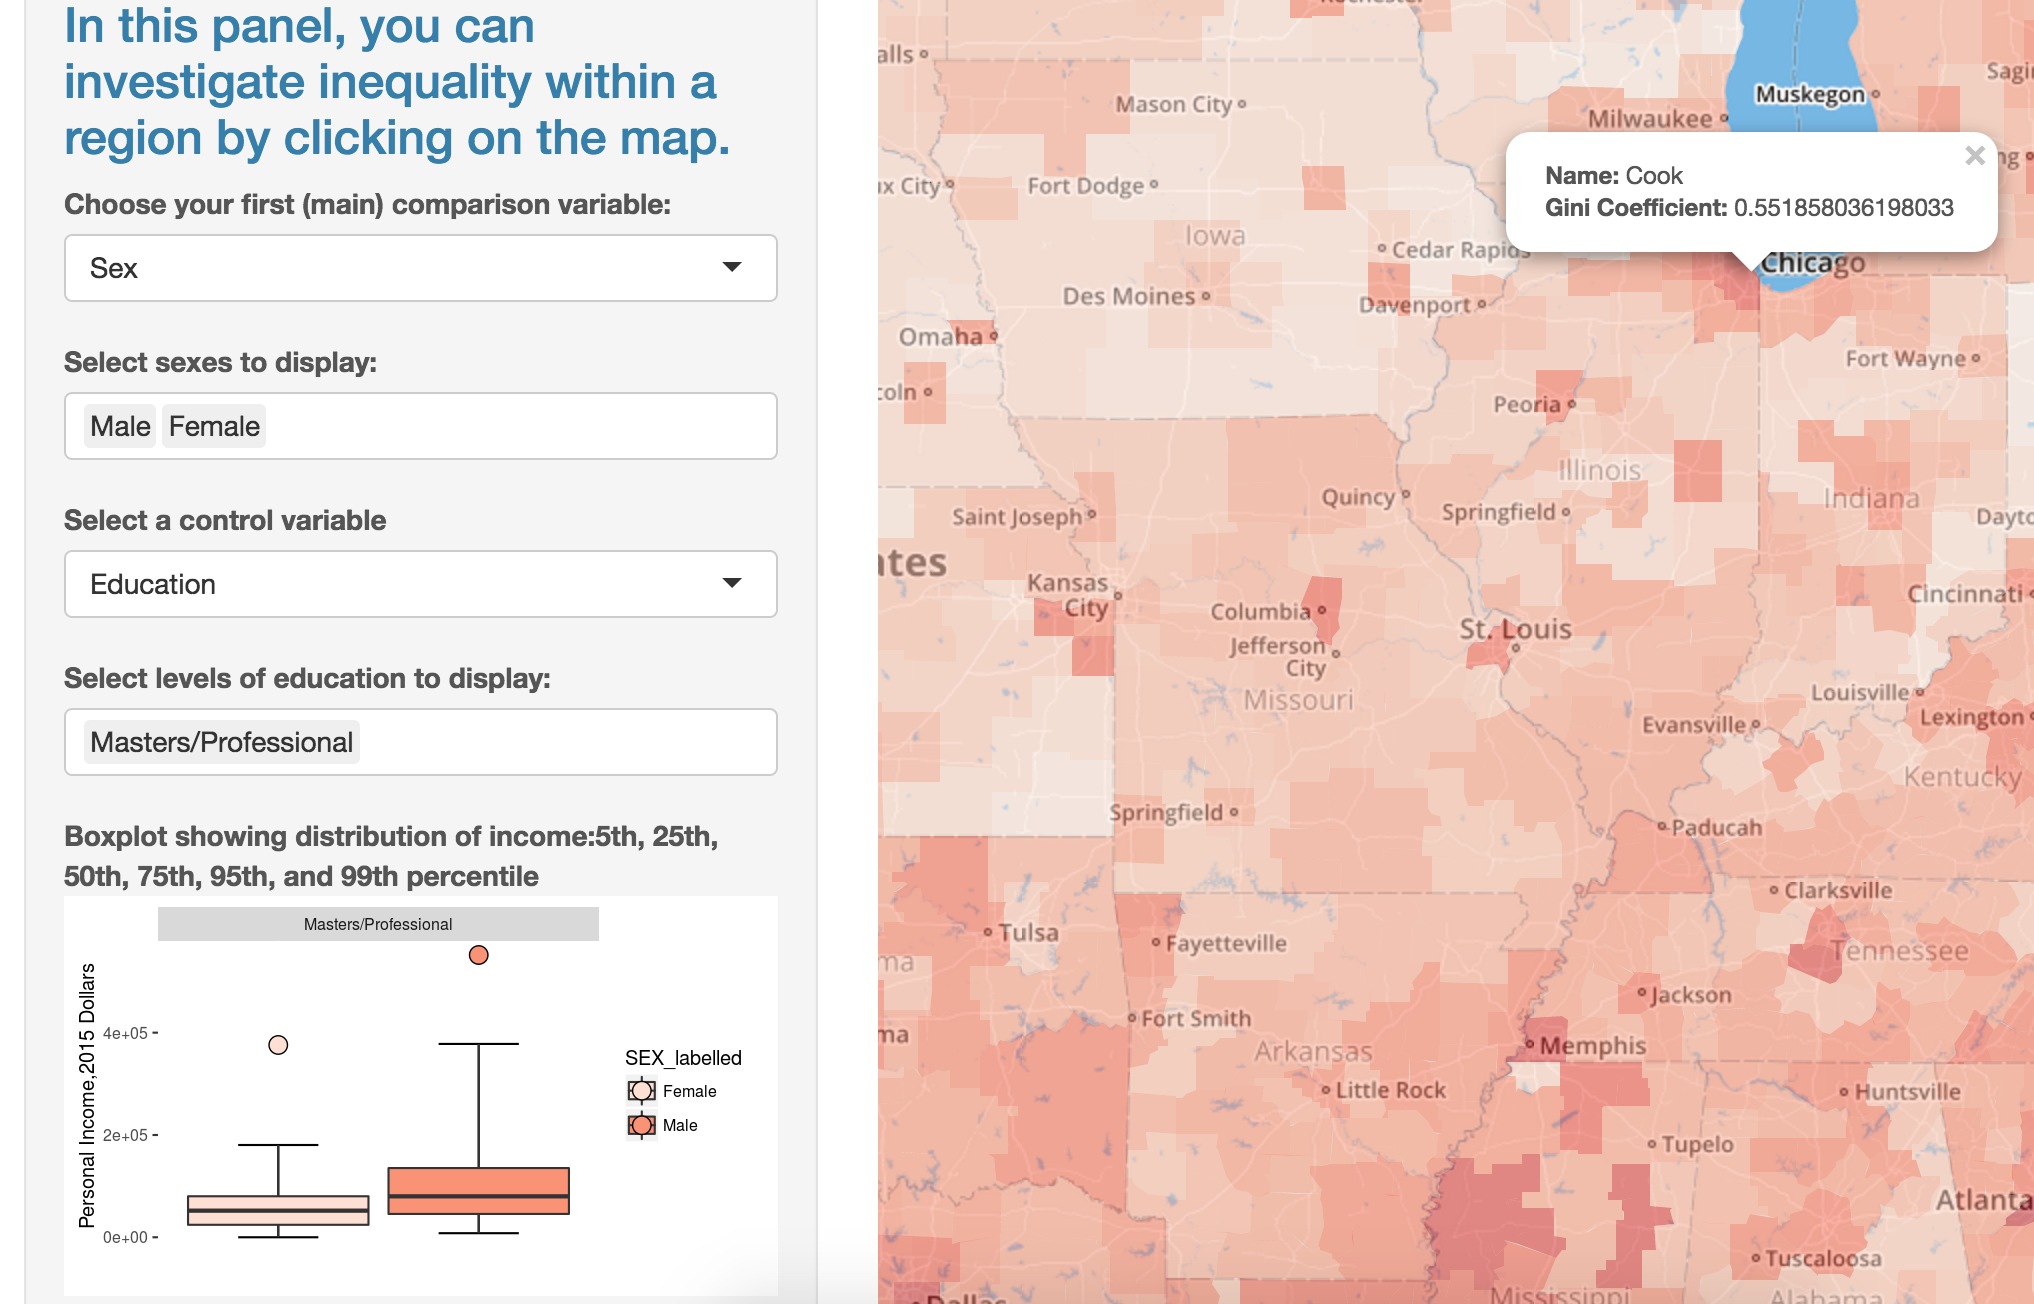 In this panel, you can
investigate inequality within a
region by clicking on the map.
Choose your first (main) comparison variable:
Sex
Select sexes to display:
Male Female
Select a control variable
Education
Select levels of education to display:
Masters/Professional
Boxplot showing distribution of income:5th, 25th,
50th, 75th, 95th, and 99th percentile
Masters/Professional
Personal Income,2015 Dollars
4e+05
2e+05
0e+00
SEX_labelled
Female
Male
alls
Sagi
Muskegon
Mason City
Milwaukee
×
Name: Cook
Gini Coefficient: 0.551858036198033
ng
ux City
Fort Dodge
Iowa
Cedar Rapids
Chicago
Des Moines
Davenport
Omaha
Fort Wayne
coln
Peoria
Illinois
Quincy
Indiana
Saint Joseph
Springfield
Dayto
ates
Kansas
City
Columbia
Cincinnati
St. Louis
Jefferson
City
Missouri
Louisville
Lexington
Evansville
Kentucky
Springfield
Paducah
Clarksville
Tulsa
Fayetteville
Tennessee
ma
Jackson
Fort Smith
ma
Memphis
Arkansas
Little Rock
Huntsville
Tupelo
Atlanta
Tuscaloosa
Dallas
Mississippi
Alabama